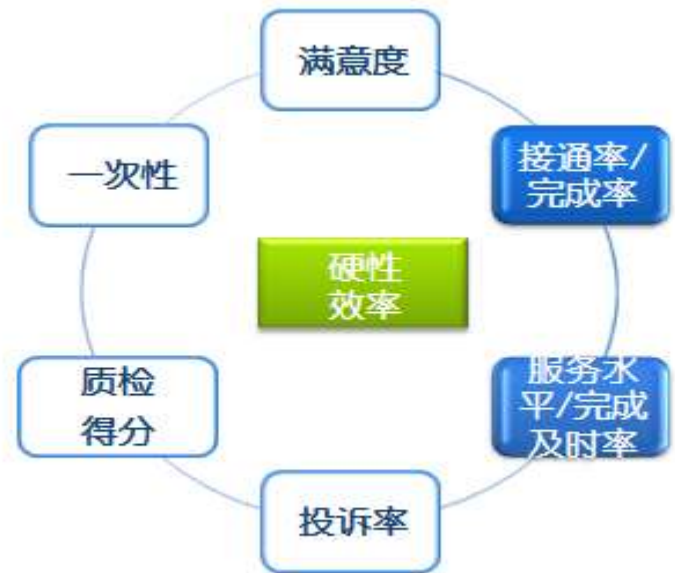 满意度
一次性
接通率/
完成率
硬性
效率
质检
得分
服务水
平/完成
及时率
投诉率